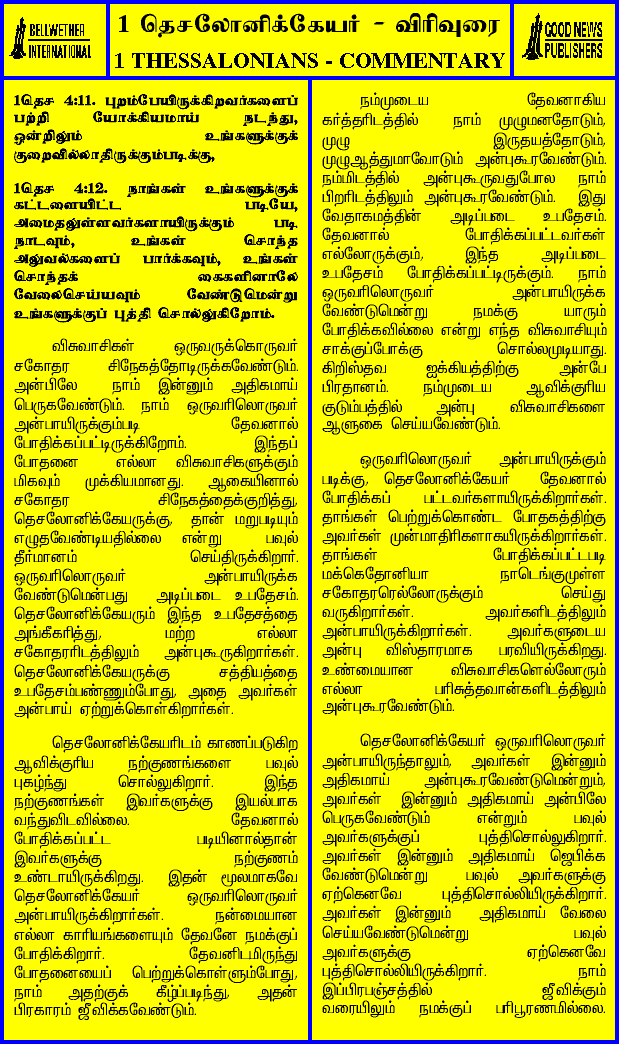 BELLWETHER
INTERNATIONAL
1 தெசலோனிக்கேயர் - விரிவுரை
1 THESSALONIANS - COMMENTARY
GOOD NEWS
PUBLISHERS
1தெச 4:11. புறம்பேயிருக்கிறவர்களைப்
பற்றி யோக்கியமாய் நடந்து,
ஒன்றிலும் உங்களுக்குக்
குறைவில்லாதிருக்கும்படிக்கு,
1தெச 4:12. நாங்கள் உங்களுக்குக்
கட்டளையிட்ட படியே,
அமைதலுள்ளவர்களாயிருக்கும் படி
நாடவும், உங்கள் சொந்த
அலுவல்களைப் பார்க்கவும், உங்கள்
சொந்தக் கைகளினாலே
வேலைசெய்யவும் வேண்டுமென்று
உங்களுக்குப் புத்தி சொல்லுகிறோம்.
விசுவாசிகள் ஒருவருக்கொருவர்
சகோதர சிநேகத்தோடிருக்கவேண்டும்.
அன்பிலே நாம் இன்னும் அதிகமாய்
பெருகவேண்டும். நாம் ஒருவரிலொருவர்
அன்பாயிருக்கும்படி தேவனால்
போதிக்கப்பட்டிருக்கிறோம். இந்தப்
போதனை எல்லா விசுவாசிகளுக்கும்
மிகவும் முக்கியமானது. ஆகையினால்
சகோதர சிநேகத்தைக்குறித்து,
தெசலோனிக்கேயருக்கு, தான் மறுபடியும்
எழுதவேண்டியதில்லை என்று பவுல்
தீர்மானம் செய்திருக்கிறார்.
ஒருவரிலொருவர் அன்பாயிருக்க
வேண்டுமென்பது அடிப்படை உபதேசம்.
தெசலோனிக்கேயரும் இந்த உபதேசத்தை
அங்கீகரித்து, மற்ற எல்லா
சகோதரரிடத்திலும் அன்புகூருகிறார்கள்.
தெசலோனிக்கேயருக்கு சத்தியத்தை
உபதேசம்பண்ணும்போது, அதை அவர்கள்
அன்பாய் ஏற்றுக்கொள்கிறார்கள்.
தெசலோனிக்கேயரிடம் காணப்படுகிற
ஆவிக்குரிய நற்குணங்களை பவுல்
புகழ்ந்து சொல்லுகிறார். இந்த
நற்குணங்கள் இவர்களுக்கு இயல்பாக
வந்துவிடவில்லை. தேவனால்
போதிக்கப்பட்ட படியினால்தான்
இவர்களுக்கு நற்குணம்
உண்டாயிருக்கிறது. இதன் மூலமாகவே
தெசலோனிக்கேயர் ஒருவரிலொருவர்
அன்பாயிருக்கிறார்கள். நன்மையான
எல்லா காரியங்களையும் தேவனே நமக்குப்
போதிக்கிறார். தேவனிடமிருந்து
போதனையைப் பெற்றுக்கொள்ளும்போது,
நாம் அதற்குக் கீழ்ப்படிந்து, அதன்
பிரகாரம் ஜீவிக்கவேண்டும்.
நம்முடைய தேவனாகிய
கர்த்தரிடத்தில் நாம் முழுமனதோடும்,
முழு இருதயத்தோடும்,
முழுஆத்துமாவோடும் அன்புகூரவேண்டும்.
நம்மிடத்தில் அன்புகூருவதுபோல நாம்
பிறரிடத்திலும் அன்புகூரவேண்டும். இது
வேதாகமத்தின் அடிப்படை உபதேசம்.
தேவனால் போதிக்கப்பட்டவர்கள்
எல்லோருக்கும், இந்த அடிப்படை
உபதேசம் போதிக்கப்பட்டிருக்கும். நாம்
ஒருவரிலொருவர் அன்பாயிருக்க
வேண்டுமென்று நமக்கு யாரும்
போதிக்கவில்லை என்று எந்த விசுவாசியும்
சாக்குப்போக்கு சொல்லமுடியாது.
கிறிஸ்தவ ஐக்கியத்திற்கு அன்பே
பிரதானம். நம்முடைய ஆவிக்குரிய
குடும்பத்தில் அன்பு விசுவாசிகளை
ஆளுகை செய்யவேண்டும்.
ஒருவரிலொருவர் அன்பாயிருக்கும்
படிக்கு, தெசலோனிக்கேயர் தேவனால்
போதிக்கப் பட்டவர்களாயிருக்கிறார்கள்.
தாங்கள் பெற்றுக்கொண்ட போதகத்திற்கு
அவர்கள் முன்மாதிரிகளாகயிருக்கிறார்கள்.
தாங்கள் போதிக்கப்பட்டபடி
மக்கெதோனியா நாடெங்குமுள்ள
சகோதரரெல்லோருக்கும் செய்து
வருகிறார்கள். அவர்களிடத்திலும்
அன்பாயிருக்கிறார்கள். அவர்களுடைய
அன்பு விஸ்தாரமாக பரவியிருக்கிறது.
உண்மையான விசுவாசிகளெல்லோரும்
எல்லா பரிசுத்தவான்களிடத்திலும்
அன்புகூரவேண்டும்.
தெசலோனிக்கேயர் ஒருவரிலொருவர்
அன்பாயிருந்தாலும், அவர்கள் இன்னும்
அதிகமாய் அன்புகூரவேண்டுமென்றும்,
அவர்கள் இன்னும் அதிகமாய் அன்பிலே
பெருகவேண்டும் என்றும் பவுல்
அவர்களுக்குப் புத்திசொல்லுகிறார்.
அவர்கள் இன்னும் அதிகமாய் ஜெபிக்க
வேண்டுமென்று பவுல் அவர்களுக்கு
ஏற்கெனவே புத்திசொல்லியிருக்கிறார்.
அவர்கள் இன்னும் அதிகமாய் வேலை
செய்யவேண்டுமென்று பவுல்
அவர்களுக்கு ஏற்கெனவே
புத்திசொல்லியிருக்கிறார். நாம்
இப்பிரபஞ்சத்தில் ஜீவிக்கும்
வரையிலும் நமக்குப் பரிபூரணமில்லை.